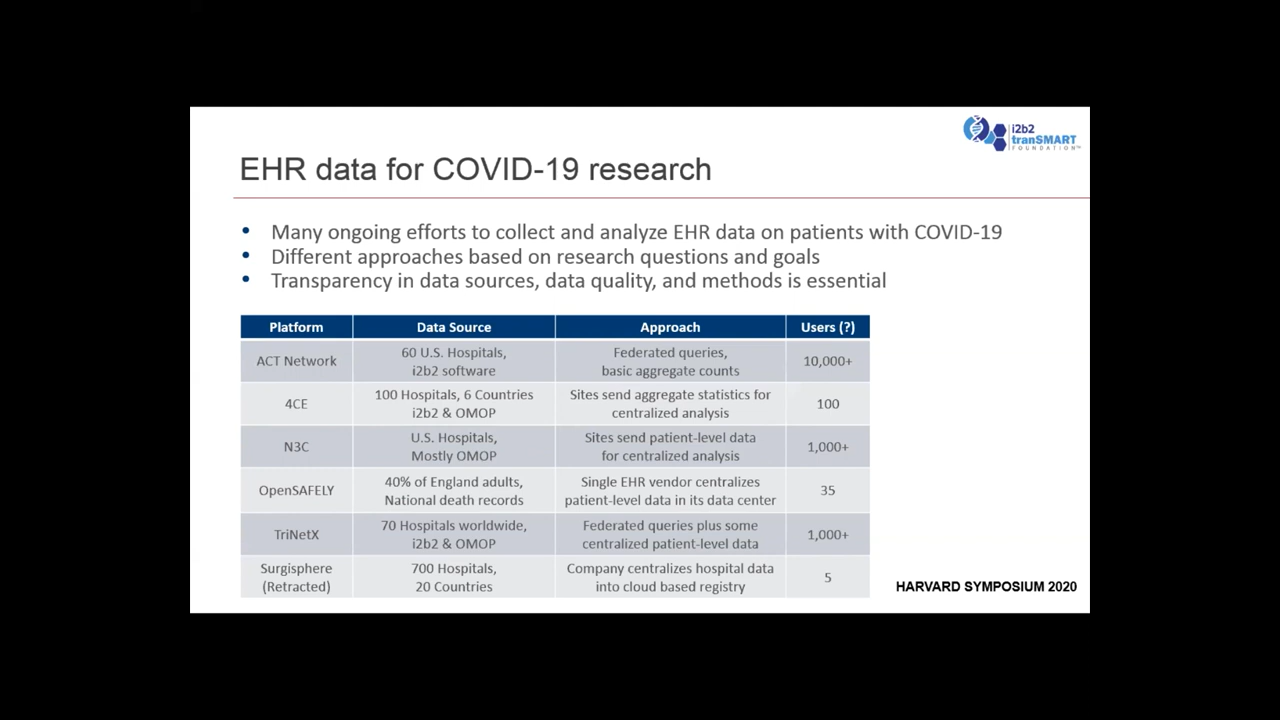 i2b2
tranSMART
FOUNDATION™
EHR data for COVID-19 research
• Many ongoing efforts to collect and analyze EHR data on patients with COVID-19
• Different approaches based on research questions and goals
• Transparency in data sources, data quality, and methods is essential
Platform Data Source Approach Users (?)
ACT Network 60 U.S. Hospitals, Federated queries, 10,000+
i2b2 software basic aggregate counts
4CE 100 Hospitals, 6 Countries Sites send aggregate statistics for 100
i2b2 & OMOP centralized analysis
N3C U.S. Hospitals, Sites send patient-level data 1,000+
Mostly OMOP for centralized analysis
OpenSAFELY 40% of England adults, Single EHR vendor centralizes 35
National death records patient-level data in its data center
TriNetX 70 Hospitals worldwide, Federated queries plus some 1,000+
i2b2 & OMOP centralized patient-level data
Surgisphere 700 Hospitals, Company centralizes hospital data 5
(Retracted) 20 Countries into cloud based registry
HARVARD SYMPOSIUM 2020